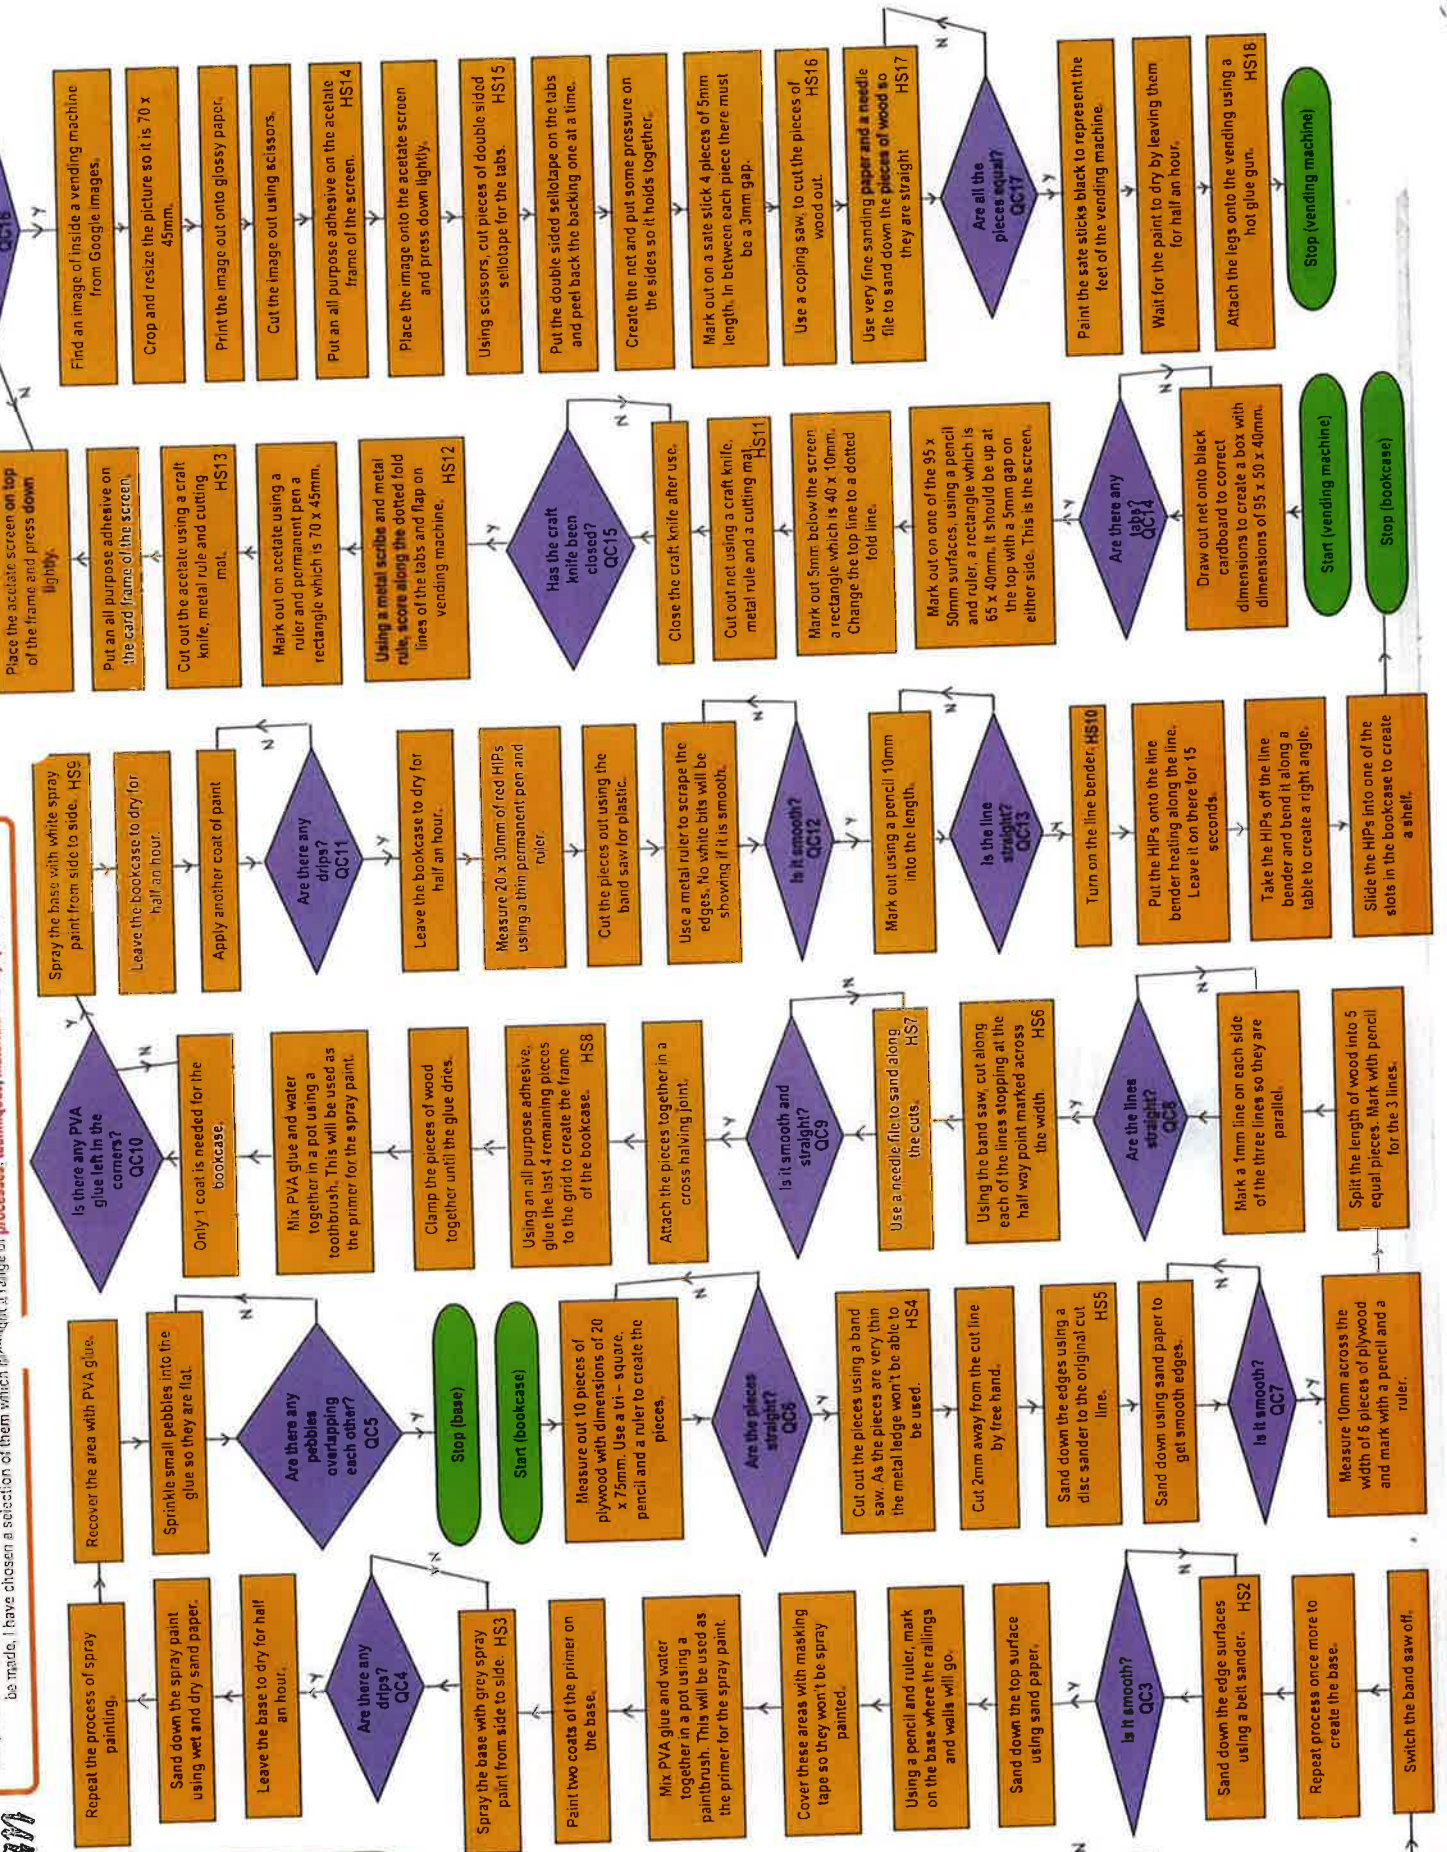 be made, I have chosen a selection of them which highlight a range of processes, techniques,
Repeat the process of spray
painting.
Sand down the spray paint
using wet and dry sand paper.
Leave the base to dry for half
an hour.
Are there any
drips?
QC4
Y
N
Spray the base with grey spray
paint from side to side. HS3
Paint two coats of the primer on
the base.
Mix PVA glue and water
together in a pot using a
paintbrush. This will be used as
the primer for the spray paint.
Cover these areas with masking
tape so they won't be spray
painted.
Using a pencil and ruler, mark
on the base where the railings
and walls will go.
Sand down the top surface
using sand paper.
Y
Is it smooth?
QC3
N
Sand down the edge surfaces
using a belt sander. HS2
Repeat process once more to
create the base.
Switch the band saw off.
N
Recover the area with PVA glue.
Sprinkle small pebbles into the
glue so they are flat.
N
Are there any
pebbles
overlapping
each other?
QC5
Y
Stop (base)
Start (bookcase)
Measure out 10 pieces of
plywood with dimensions of 20
x 75mm. Use a tri – square,
pencil and a ruler to create the
pieces.
N
Are the pieces
straight?
QC6
Y
Cut out the pieces using a band
saw. As the pieces are very thin
the metal ledge won't be able to
be used. HS4
Cut 2mm away from the cut line
by free hand.
Sand down the edges using a
disc sander to the original cut
line. HS5
Sand down using sand paper to
get smooth edges.
N
Is it smooth?
QC7
Y
Measure 10mm across the
width of 6 pieces of plywood
and mark with a pencil and a
ruler.
Is there any PVA
glue left in the
corners?
QC10
Y
N
Only 1 coat is needed for the
bookcase.
Mix PVA glue and water
together in a pot using a
toothbrush. This will be used as
the primer for the spray paint.
Clamp the pieces of wood
together until the glue dries.
Using an all purpose adhesive,
glue the last 4 remaining pieces
to the grid to create the frame
of the bookcase. HS8
Attach the pieces together in a
cross halving joint.
Y
Is it smooth and
straight?
QC9
N
Use a needle file to sand along
the cuts. HS7
Using the band saw, cut along
each of the lines stopping at the
half way point marked across
the width. HS6
Y
Are the lines
straight?
QC8
N
Mark a 1mm line on each side
of the three lines so they are
parallel.
Split the length of wood into 5
equal pieces. Mark with pencil
for the 3 lines.
Spray the base with white spray
paint from side to side. HS9
Leave the bookcase to dry for
half an hour.
Apply another coat of paint
N
Are there any
drips?
QC11
Y
Leave the bookcase to dry for
half an hour.
Measure 20 x 30mm of red HIPs
using a thin permanent pen and
ruler.
Cut the pieces out using the
band saw for plastic.
Use a metal ruler to scrape the
edges. No white bits will be
showing if it is smooth.
N
Is it smooth?
QC12
Y
Mark out using a pencil 10mm
into the length.
N
Is the line
straight?
QC13
Y
Turn on the line bender. HS10
Put the HIPs onto the line
bender heating along the line.
Leave it on there for 15
seconds.
Take the HIPs off the line
bender and bend it along a
table to create a right angle.
Slide the HIPs into one of the
slots in the bookcase to create
a shelf.
Place the acetate screen on top
of the frame and press down
lightly.
Put an all purpose adhesive on
the card frame of the screen.
Cut out the acetate using a craft
knife, metal rule and cutting
mat. HS13
Mark out on acetate using a
ruler and permanent pen a
rectangle which is 70 x 45mm.
Using a metal scribe and metal
rule, score along the dotted fold
lines of the tabs and flap on
vending machine. HS12
Y
Has the craft
knife been
closed?
QC15
N
Close the craft knife after use.
Cut out net using a craft knife,
metal rule and a cutting mat.
HS11
Mark out 5mm below the screen
a rectangle which is 40 x 10mm.
Change the top line to a dotted
fold line.
Mark out on one of the 95 x
50mm surfaces, using a pencil
and ruler, a rectangle which is
65 x 40mm. It should be up at
the top with a 5mm gap on
either side. This is the screen.
Y
Are there any
tabs?
QC14
N
Draw out net onto black
cardboard to correct
dimensions to create a box with
dimensions of 95 x 50 x 40mm.
Start (vending machine)
Stop (bookcase)
QC16
N
Y
Find an image of inside a vending machine
from Google images.
Crop and resize the picture so it is 70 x
45mm.
Print the image out onto glossy paper.
Cut the image out using scissors.
Put an all purpose adhesive on the acetate
frame of the screen. HS14
Place the image onto the acetate screen
and press down lightly.
Using scissors, cut pieces of double sided
sellotape for the tabs. HS15
Put the double sided sellotape on the tabs
and peel back the backing one at a time.
Create the net and put some pressure on
the sides so it holds together.
Mark out on a sate stick 4 pieces of 5mm
length. In between each piece there must
be a 3mm gap.
Use a coping saw, to cut the pieces of
wood out. HS16
Use very fine sanding paper and a needle
file to sand down the pieces of wood so
they are straight HS17
N
Are all the
pieces equal?
QC17
Y
Paint the sate sticks black to represent the
feet of the vending machine.
Wait for the paint to dry by leaving them
for half an hour.
Attach the legs onto the vending using a
hot glue gun. HS18
Stop (vending machine)